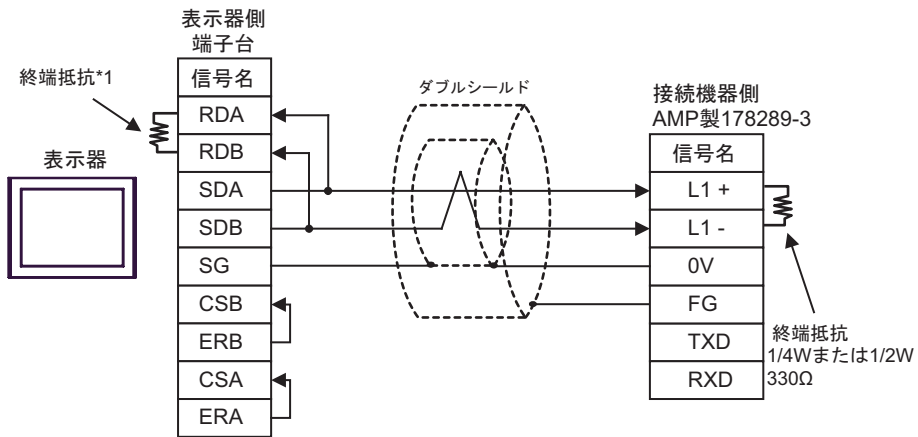 表示器側
端子台
終端抵抗*1
表示器
信号名
RDA
RDB
SDA
SDB
SG
CSB
ERB
CSA
ERA
ダブルシールド
接続機器側
AMP製178289-3
信号名
L1 +
L1 -
0V
FG
TXD
RXD
終端抵抗
1/4Wまたは1/2W
330Ω